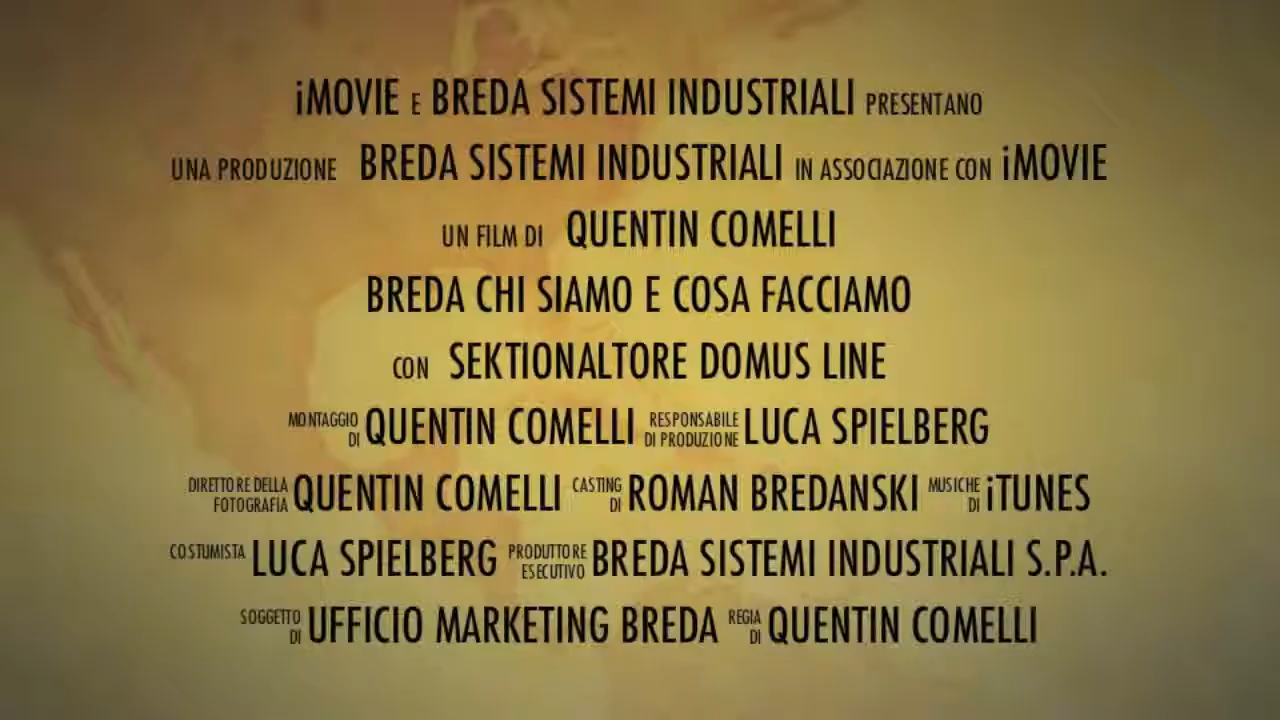 iMOVIE E BREDA SISTEMI INDUSTRIALI PRESENTANO
UNA PRODUZIONE BREDA SISTEMI INDUSTRIALI IN ASSOCIAZIONE CON iMOVIE
UN FILM DI QUENTIN COMELLI
BREDA CHI SIAMO E COSA FACCIAMO
CON SEKTIONALTORE DOMUS LINE
MONTAGGIO DI QUENTIN COMELLI RESPONSABILE DI PRODUZIONE LUCA SPIELBERG
DIRETTORE DELLA FOTOGRAFIA QUENTIN COMELLI CASTING DI ROMAN BREDANSKI MUSICHE DI iTUNES
COSTUMISTA LUCA SPIELBERG PRODUTTORE ESECUTIVO BREDA SISTEMI INDUSTRIALI S.P.A.
SOGGETTO DI UFFICIO MARKETING BREDA REGIA DI QUENTIN COMELLI